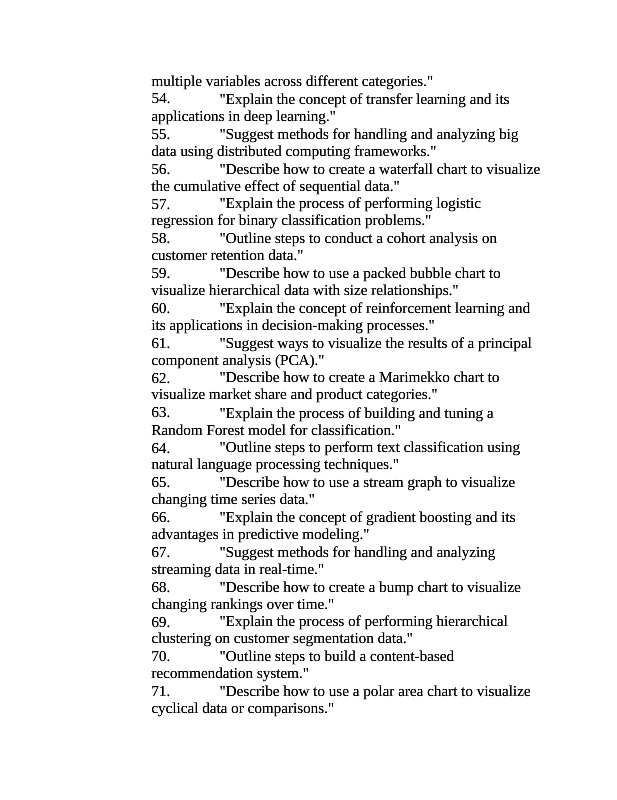 multiple variables across different categories."
54. "Explain the concept of transfer learning and its
applications in deep learning."
55. "Suggest methods for handling and analyzing big
data using distributed computing frameworks."
56. "Describe how to create a waterfall chart to visualize
the cumulative effect of sequential data."
57. "Explain the process of performing logistic
regression for binary classification problems."
58. "Outline steps to conduct a cohort analysis on
customer retention data."
59. "Describe how to use a packed bubble chart to
visualize hierarchical data with size relationships."
60. "Explain the concept of reinforcement learning and
its applications in decision-making processes."
61. "Suggest ways to visualize the results of a principal
component analysis (PCA)."
62. "Describe how to create a Marimekko chart to
visualize market share and product categories."
63. "Explain the process of building and tuning a
Random Forest model for classification."
64. "Outline steps to perform text classification using
natural language processing techniques."
65. "Describe how to use a stream graph to visualize
changing time series data."
66. "Explain the concept of gradient boosting and its
advantages in predictive modeling."
67. "Suggest methods for handling and analyzing
streaming data in real-time."
68. "Describe how to create a bump chart to visualize
changing rankings over time."
69. "Explain the process of performing hierarchical
clustering on customer segmentation data."
70. "Outline steps to build a content-based
recommendation system."
71. "Describe how to use a polar area chart to visualize
cyclical data or comparisons."